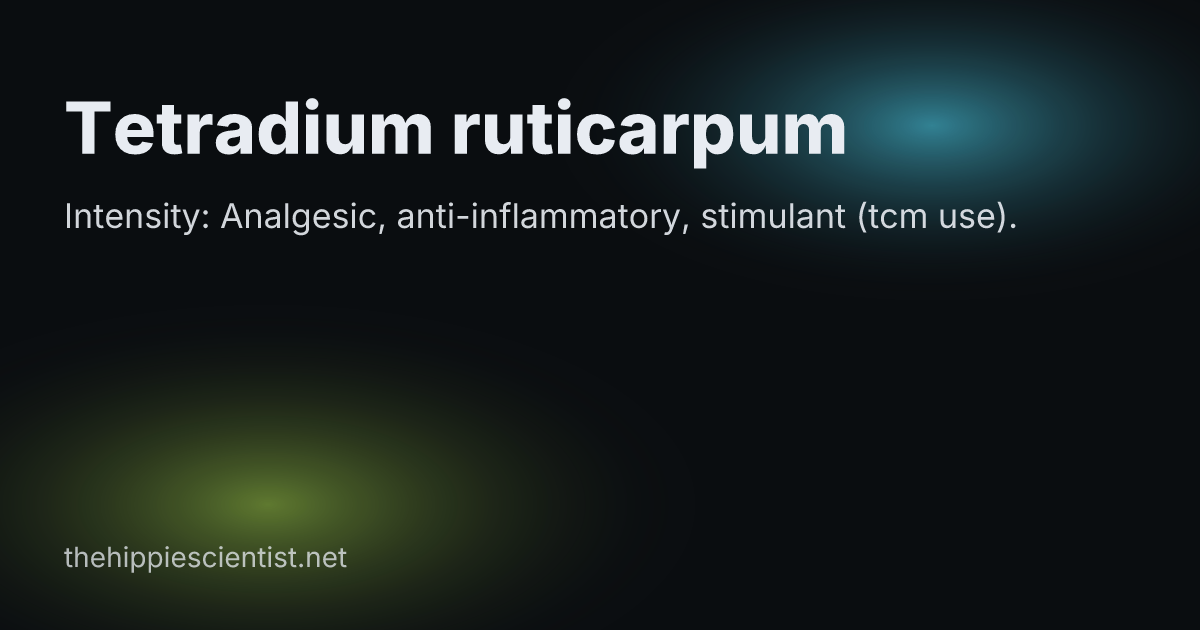 Tetradium ruticarpum
Intensity: Analgesic, anti-inflammatory, stimulant (tcm use).
thehippiescientist.net